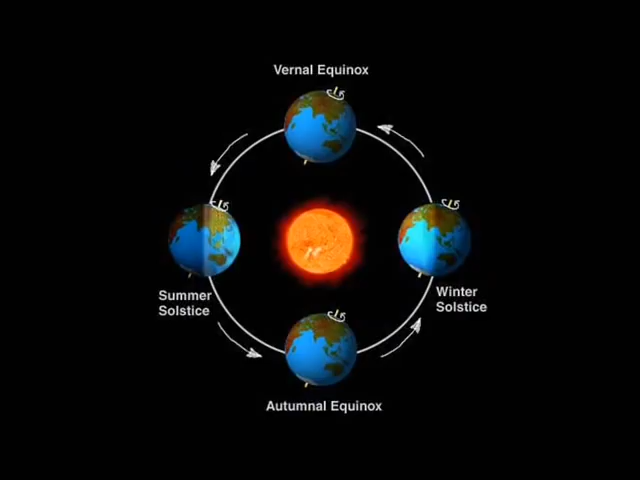 Vernal Equinox
Summer
Solstice
Winter
Solstice
Autumnal Equinox